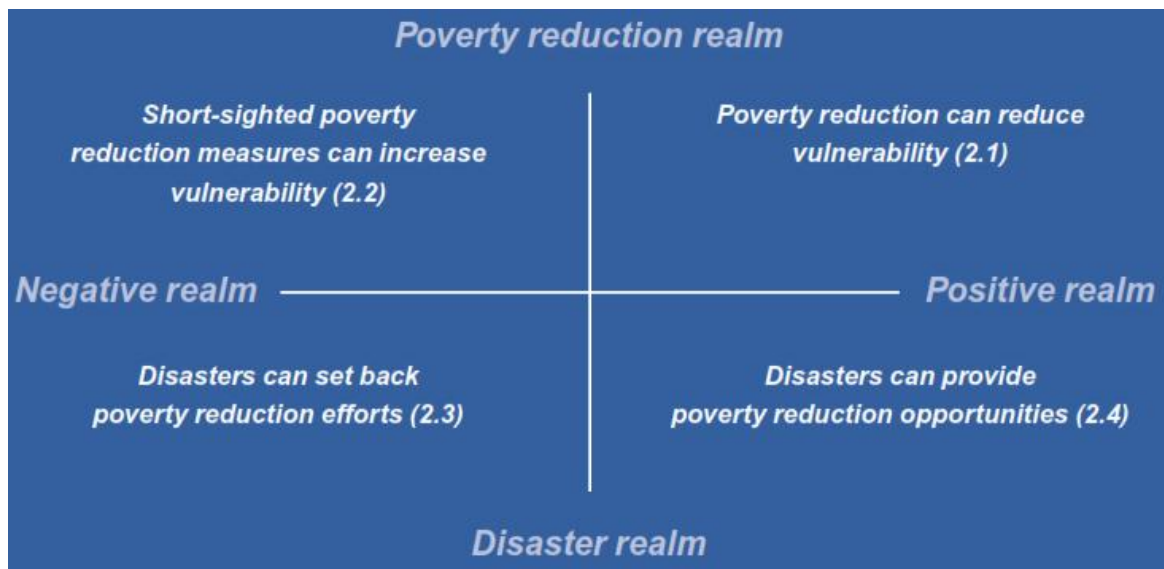 Poverty reduction realm
Short-sighted poverty
reduction measures can increase
vulnerability (2.2)
Poverty reduction can reduce
vulnerability (2.1)
Negative realm
Positive realm
Disasters can set back
poverty reduction efforts (2.3)
Disasters can provide
poverty reduction opportunities (2.4)
Disaster realm